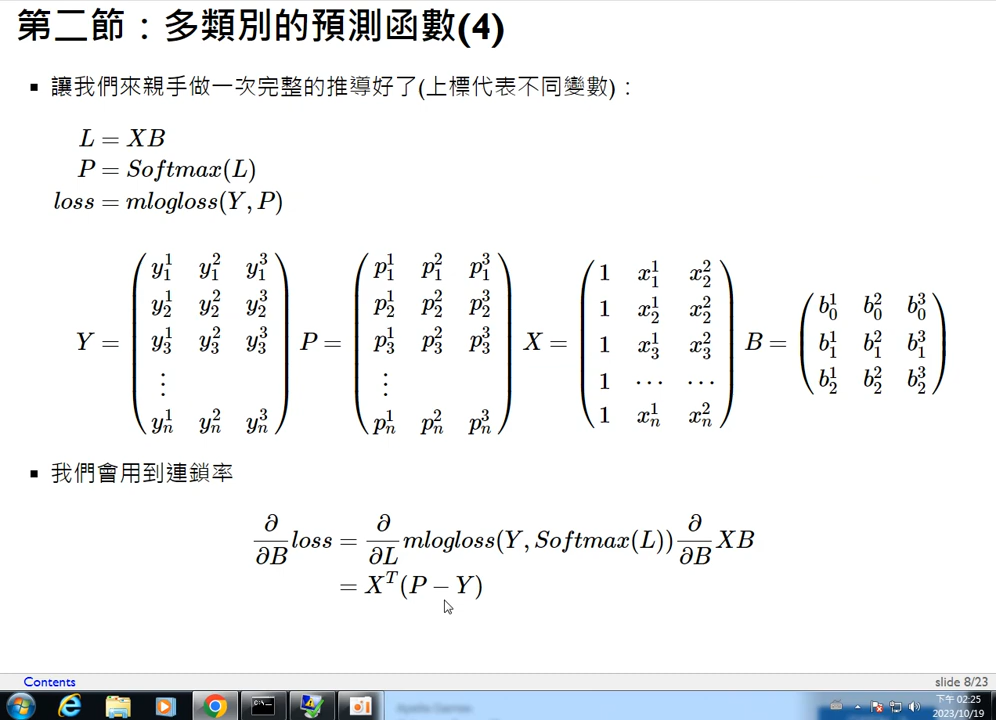 第二節：多類別的預測函數(4)
▪ 讓我們來親手做一次完整的推導好了(上標代表不同變數)：
L = XB
P = Softmax(L)
loss = mlogloss(Y, P)
Y = ( y_1^1 y_1^2 y_1^3 ; y_2^1 y_2^2 y_2^3 ; y_3^1 y_3^2 y_3^3 ; ⋮ ; y_n^1 y_n^2 y_n^3 ) P = ( p_1^1 p_1^2 p_1^3 ; p_2^1 p_2^2 p_2^3 ; p_3^1 p_3^2 p_3^3 ; ⋮ ; p_n^1 p_n^2 p_n^3 ) X = ( 1 x_1^1 x_2^2 ; 1 x_2^1 x_2^2 ; 1 x_3^1 x_3^2 ; 1 ⋯ ⋯ ; 1 x_n^1 x_n^2 ) B = ( b_0^1 b_0^2 b_0^3 ; b_1^1 b_1^2 b_1^3 ; b_2^1 b_2^2 b_2^3 )
▪ 我們會用到連鎖率
∂/∂B loss = ∂/∂L mlogloss(Y, Softmax(L)) ∂/∂B XB
= X^T(P − Y)
Contents
slide 8/23
下午 02:25
2023/10/19